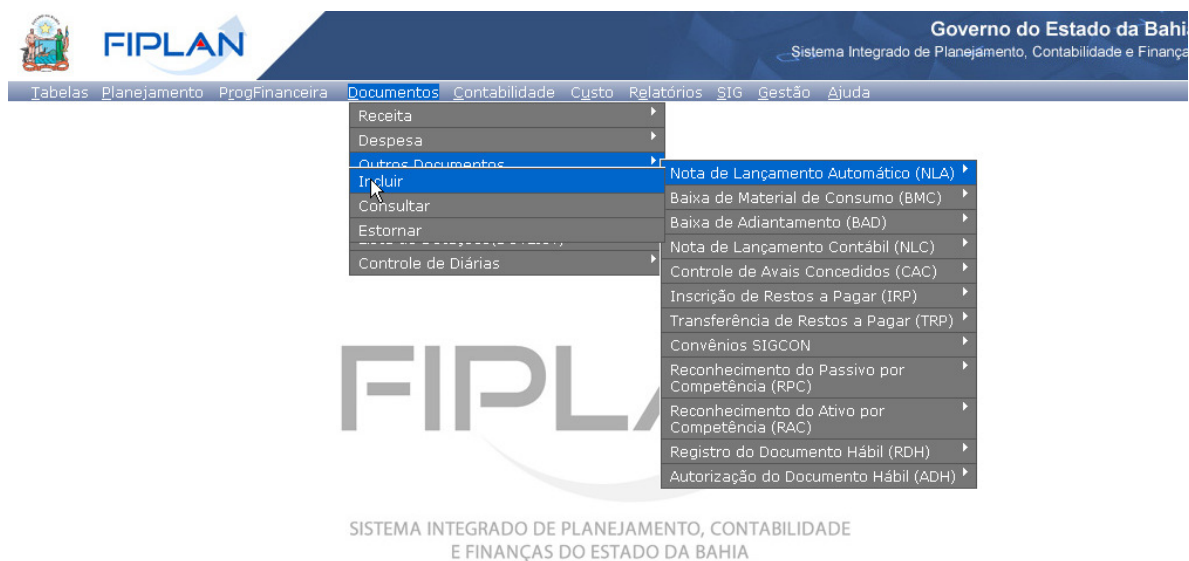 FIPLAN
Governo do Estado da Bahia
Sistema Integrado de Planejamento, Contabilidade e Finança
Tabelas Planejamento ProgFinanceira Documentos Contabilidade Custo Relatórios SIG Gestão Ajuda
Receita
Despesa
Outros Documentos
Incluir
Consultar
Estornar
Controle de Diárias
Nota de Lançamento Automático (NLA)
Baixa de Material de Consumo (BMC)
Baixa de Adiantamento (BAD)
Nota de Lançamento Contábil (NLC)
Controle de Avais Concedidos (CAC)
Inscrição de Restos a Pagar (IRP)
Transferência de Restos a Pagar (TRP)
Convênios SIGCON
Reconhecimento do Passivo por
Competência (RPC)
Reconhecimento do Ativo por
Competência (RAC)
Registro do Documento Hábil (RDH)
Autorização do Documento Hábil (ADH)
FIPLA
SISTEMA INTEGRADO DE PLANEJAMENTO, CONTABILIDADE
E FINANÇAS DO ESTADO DA BAHIA